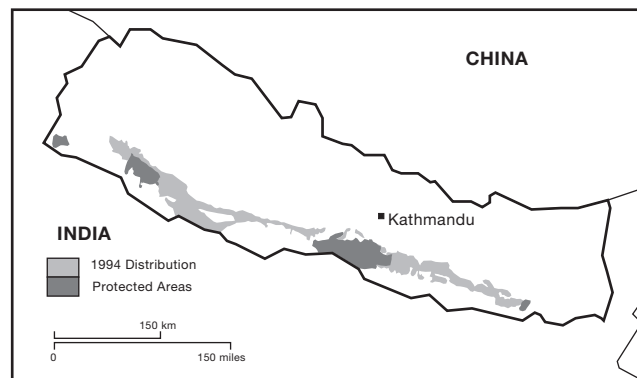 CHINA
Kathmandu
INDIA
1994 Distribution
Protected Areas
150 km
0
150 miles